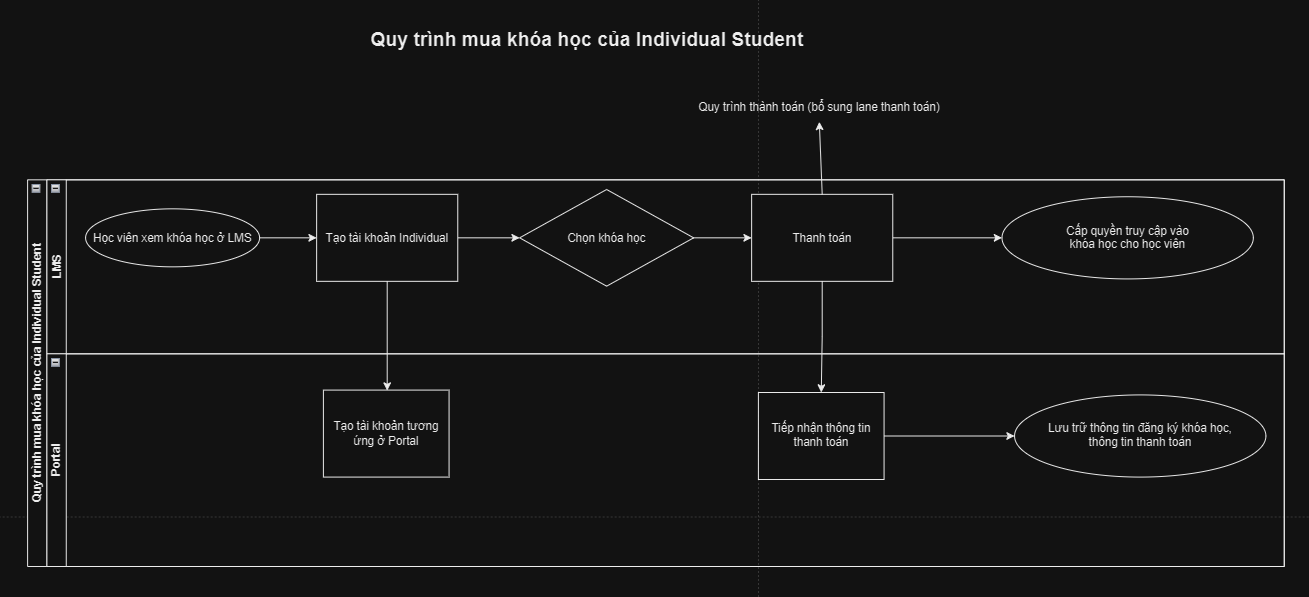 Quy trình mua khóa học của Individual Student
Quy trình thanh toán (bổ sung lane thanh toán)
Quy trình mua khóa học của Individual Student
LMS
Học viên xem khóa học ở LMS
Tạo tài khoản Individual
Chọn khóa học
Thanh toán
Cấp quyền truy cập vào
khóa học cho học viên
Portal
Tạo tài khoản tương
ứng ở Portal
Tiếp nhận thông tin
thanh toán
Lưu trữ thông tin đăng ký khóa học,
thông tin thanh toán